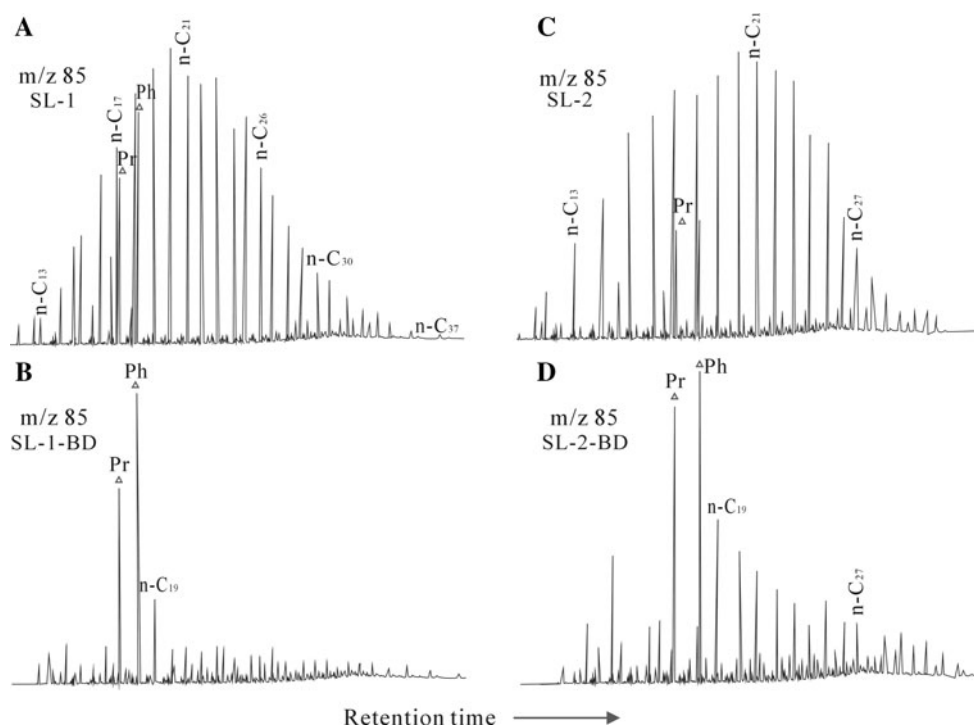 A
m/z 85
SL-1
n-C₁₃
n-C₁₇
Pr
Ph
n-C₂₁
n-C₂₆
n-C₃₀
n-C₃₇
C
m/z 85
SL-2
n-C₁₃
Pr
n-C₂₁
n-C₂₇
B
m/z 85
SL-1-BD
Pr
Ph
n-C₁₉
D
m/z 85
SL-2-BD
Pr
Ph
n-C₁₉
n-C₂₇
Retention time